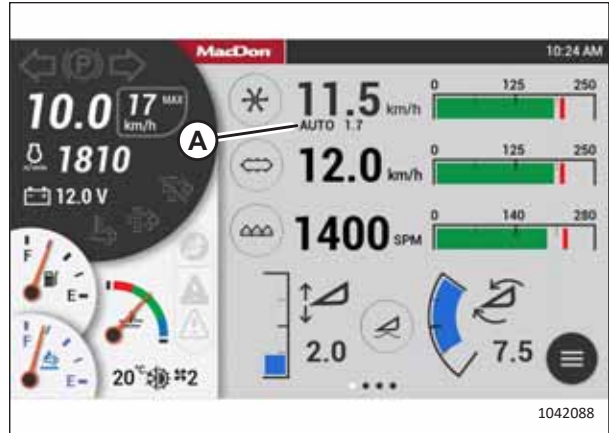 MacDon 10:24 AM
P
10.0 17 MAX km/h
n/min 1810
12.0 V
F
E
F
E
20°C 2
11.5 km/h 0 125 250
AUTO 1.7
A
12.0 km/h 0 125 250
1400 SPM 0 140 280
2.0
7.5
1042088